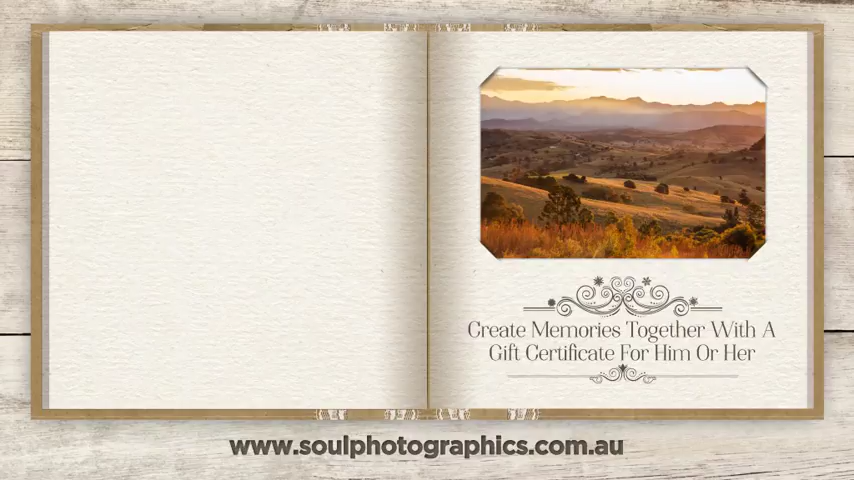 Create Memories Together With A
Gift Certificate For Him Or Her
www.soulphotographics.com.au